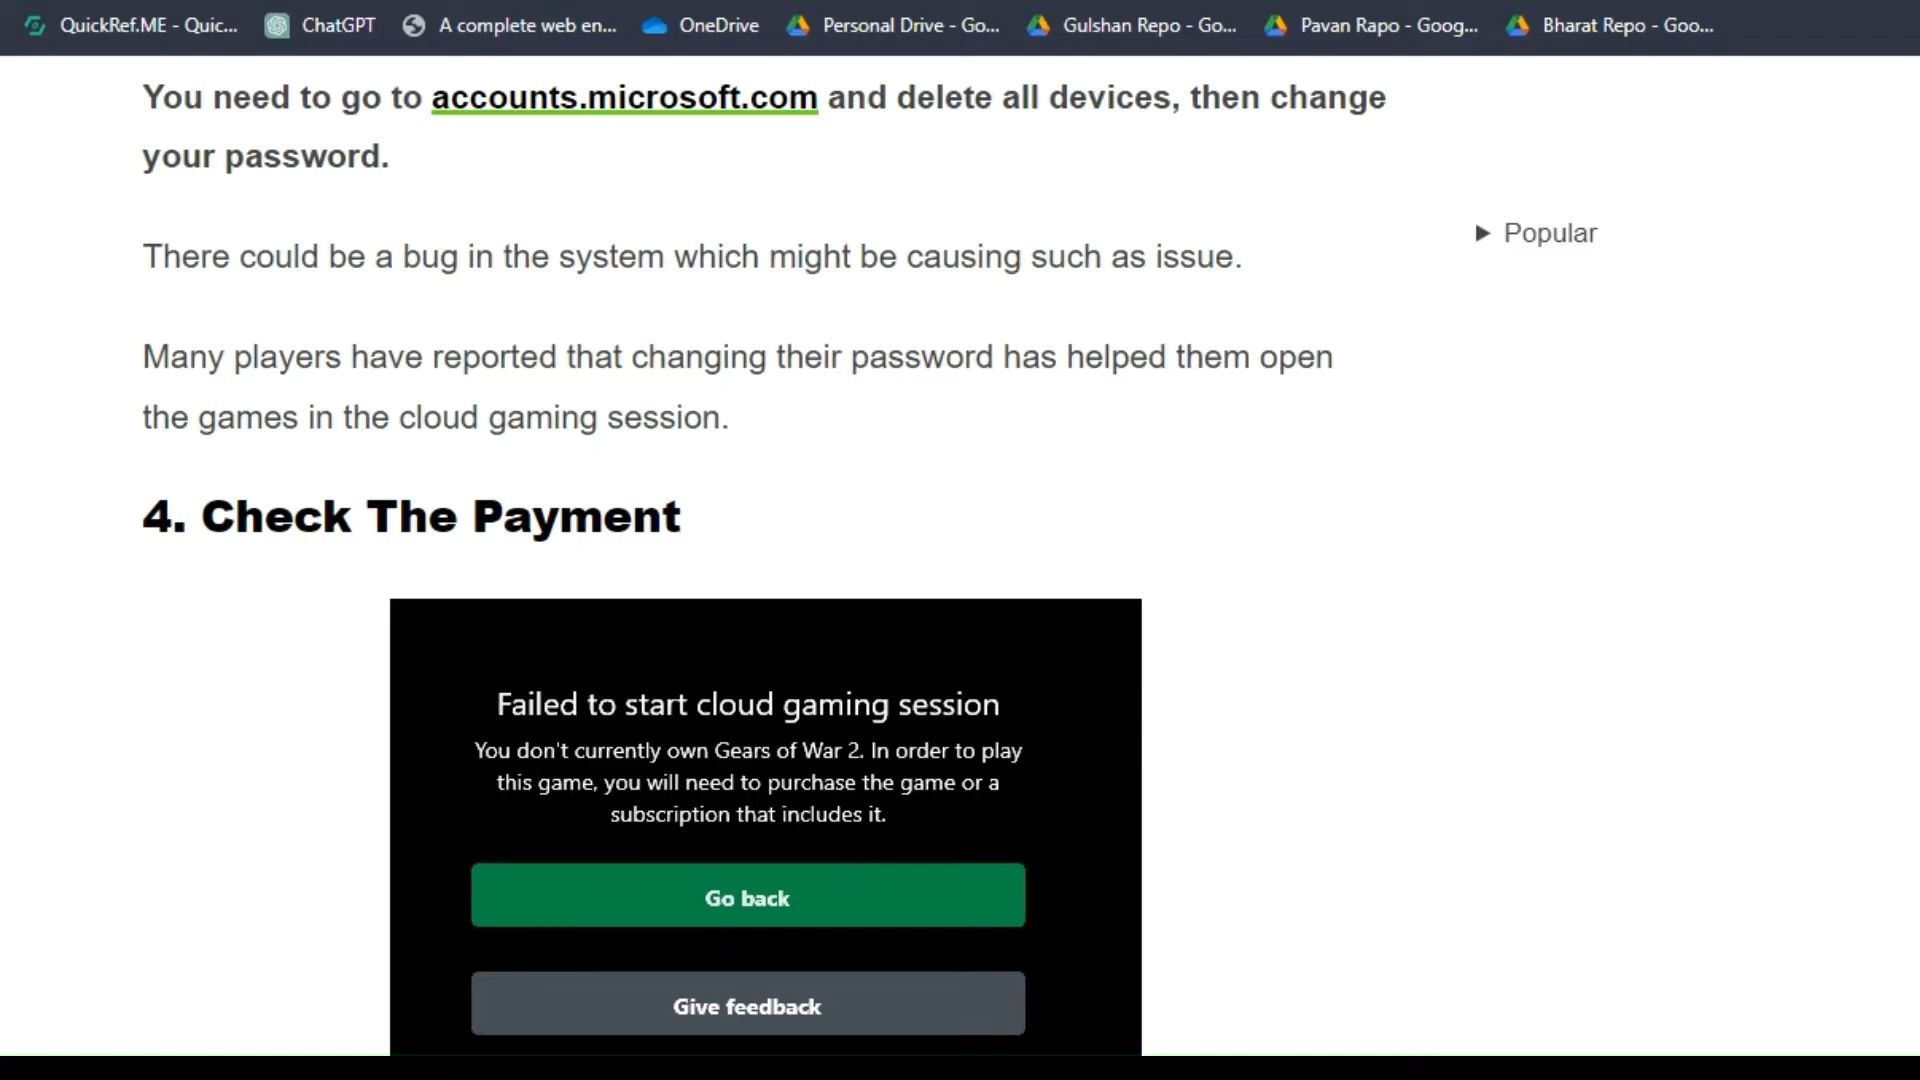 QuickRef.ME - Quic... ChatGPT A complete web en... OneDrive Personal Drive - Go... Gulshan Repo - Go... Pavan Rapo - Goog... Bharat Repo - Goo...
You need to go to accounts.microsoft.com and delete all devices, then change
your password.
Popular
There could be a bug in the system which might be causing such as issue.
Many players have reported that changing their password has helped them open
the games in the cloud gaming session.
4. Check The Payment
Failed to start cloud gaming session
You don't currently own Gears of War 2. In order to play
this game, you will need to purchase the game or a
subscription that includes it.
Go back
Give feedback